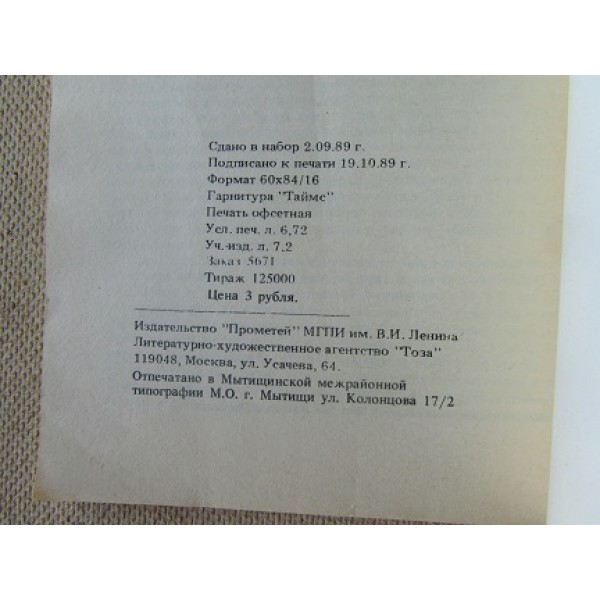 Сдано в набор 2.09.89 г.
Подписано к печати 19.10.89 г.
Формат 60х84/16
Гарнитура "Таймс"
Печать офсетная
Усл. печ. л. 6,72
Уч.-изд. л. 7.2
Заказ 5671
Тираж 125000
Цена 3 рубля.
Издательство "Прометей" МГПИ им. В.И. Ленина
Литературно-художественное агентство "Тоза"
119048, Москва, ул. Усачева, 64.
Отпечатано в Мытищинской межрайонной
типографии М.О. г. Мытищи ул. Колонцова 17/2